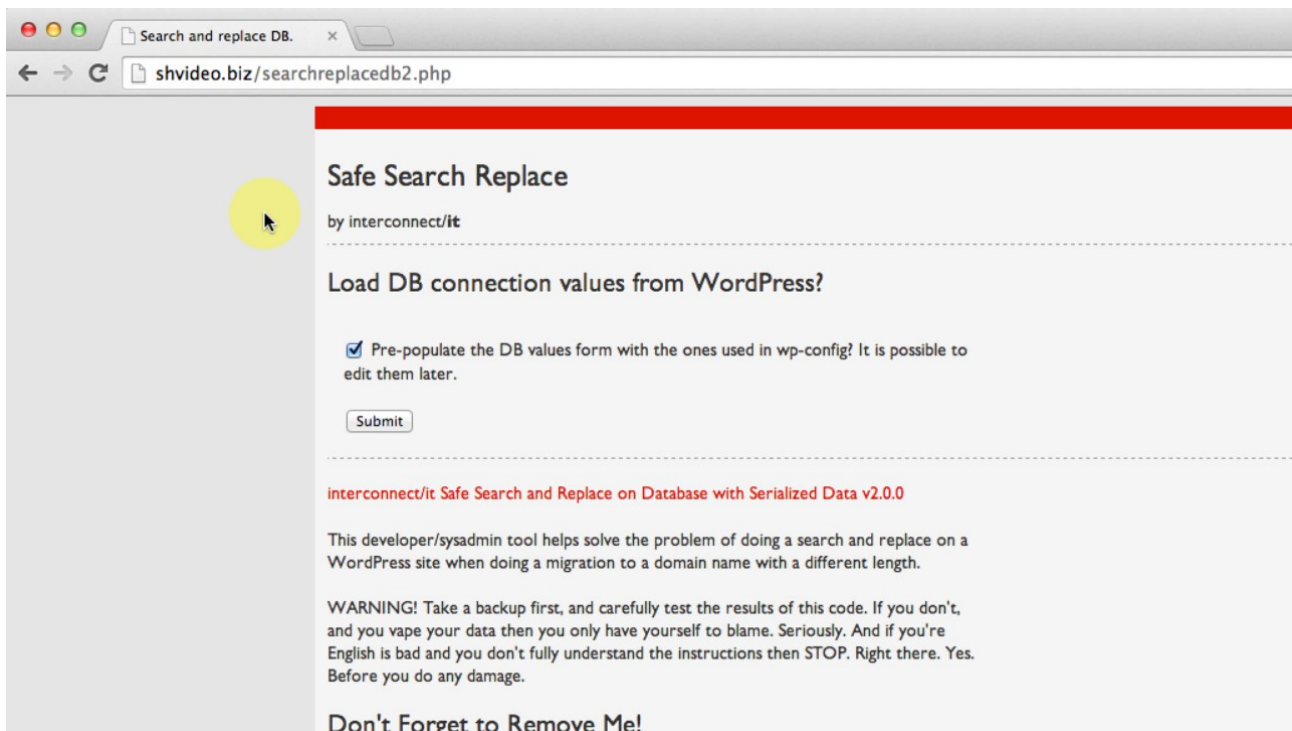 Search and replace DB.
shvideo.biz/searchreplacedb2.php
Safe Search Replace
by interconnect/it
Load DB connection values from WordPress?
Pre-populate the DB values form with the ones used in wp-config? It is possible to
edit them later.
Submit
interconnect/it Safe Search and Replace on Database with Serialized Data v2.0.0
This developer/sysadmin tool helps solve the problem of doing a search and replace on a
WordPress site when doing a migration to a domain name with a different length.
WARNING! Take a backup first, and carefully test the results of this code. If you don't,
and you vape your data then you only have yourself to blame. Seriously. And if you're
English is bad and you don't fully understand the instructions then STOP. Right there. Yes.
Before you do any damage.
Don't Forget to Remove Me!